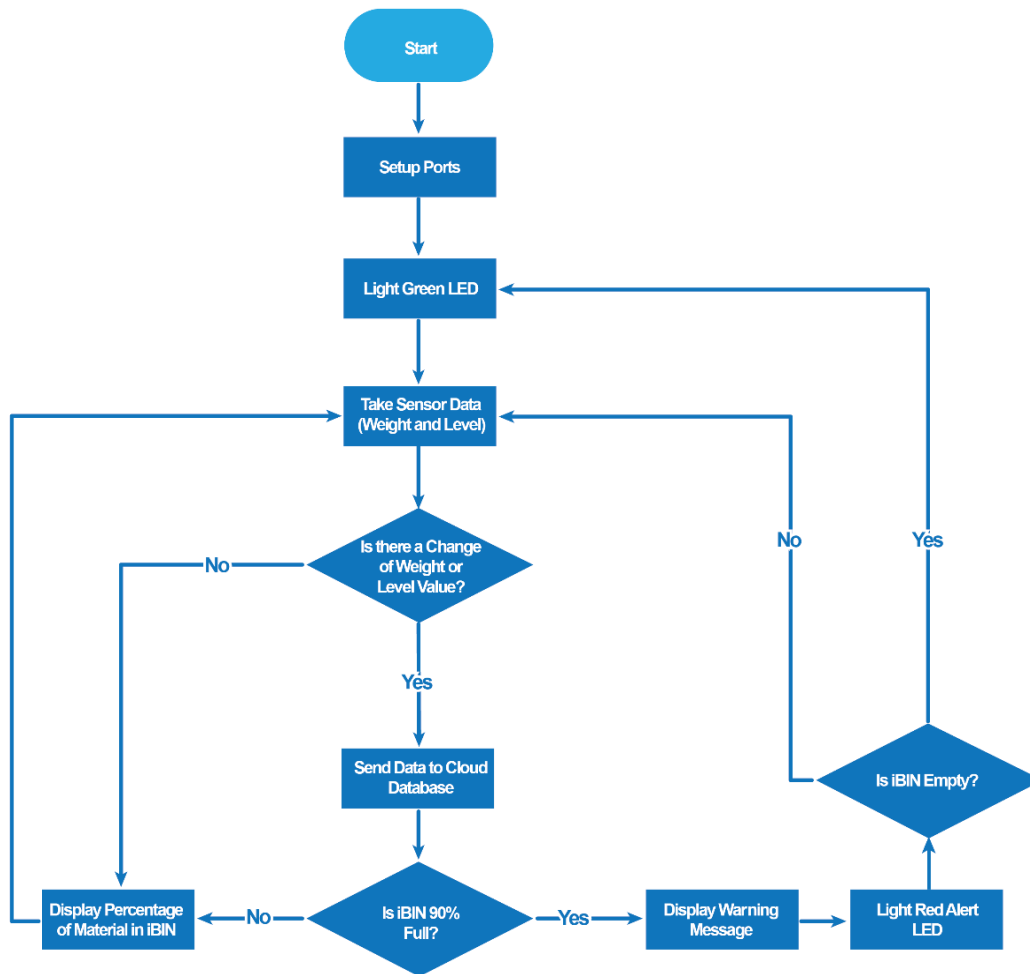 Start
Setup Ports
Light Green LED
Take Sensor Data
(Weight and Level)
Is there a Change
of Weight or
Level Value?
No
No
Yes
Yes
Send Data to Cloud
Database
Is iBIN Empty?
Display Percentage
of Material in iBIN
No
Is iBIN 90%
Full?
Yes
Display Warning
Message
Light Red Alert
LED